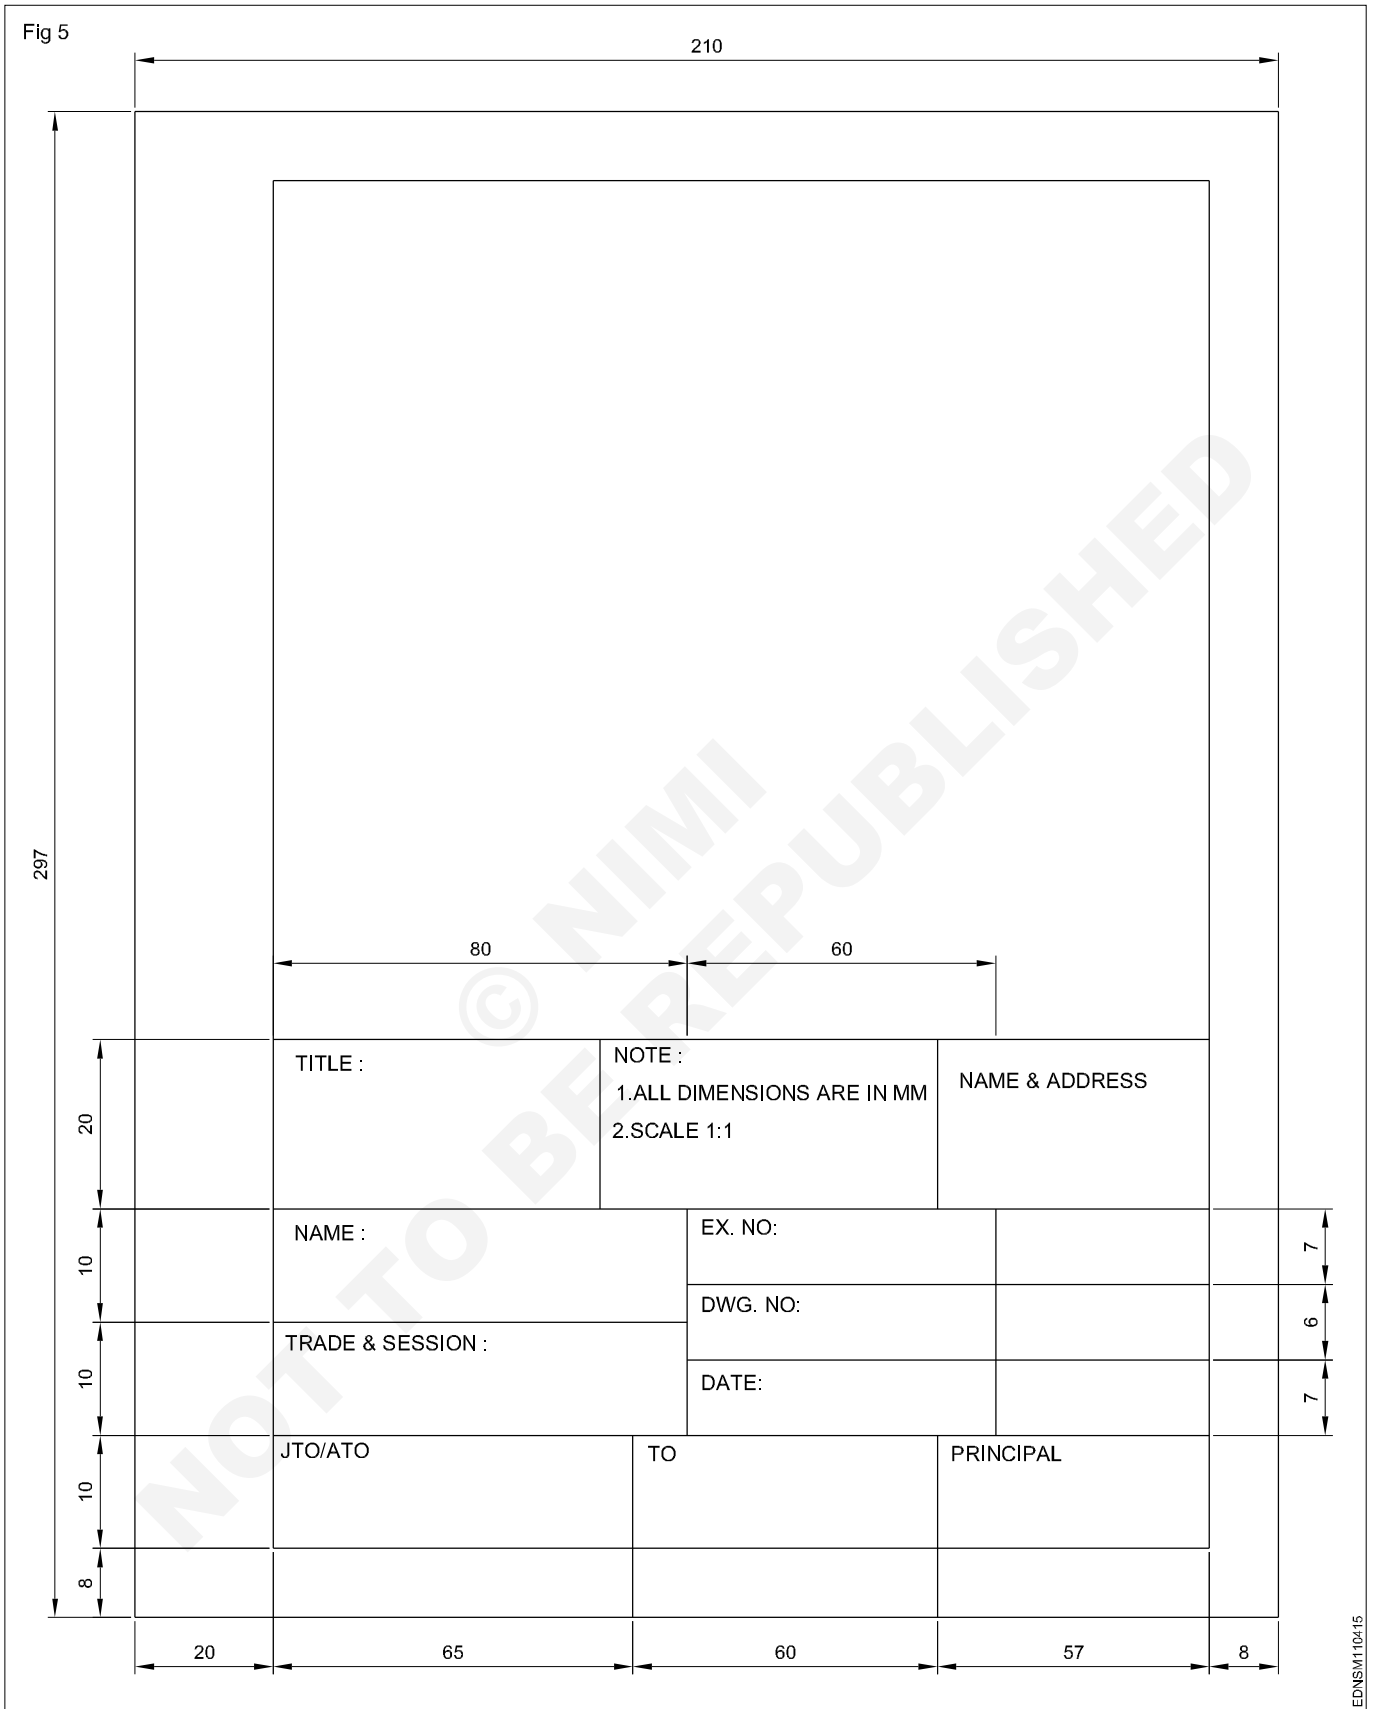 Fig 5
210
297
80
60
TITLE :
NOTE :
1.ALL DIMENSIONS ARE IN MM
2.SCALE 1:1
NAME & ADDRESS
20
NAME :
EX. NO:
10
7
DWG. NO:
6
TRADE & SESSION :
10
DATE:
7
JTO/ATO
TO
PRINCIPAL
10
8
20
65
60
57
8
EDNSM110415
© NIMI
NOT TO BE REPUBLISHED